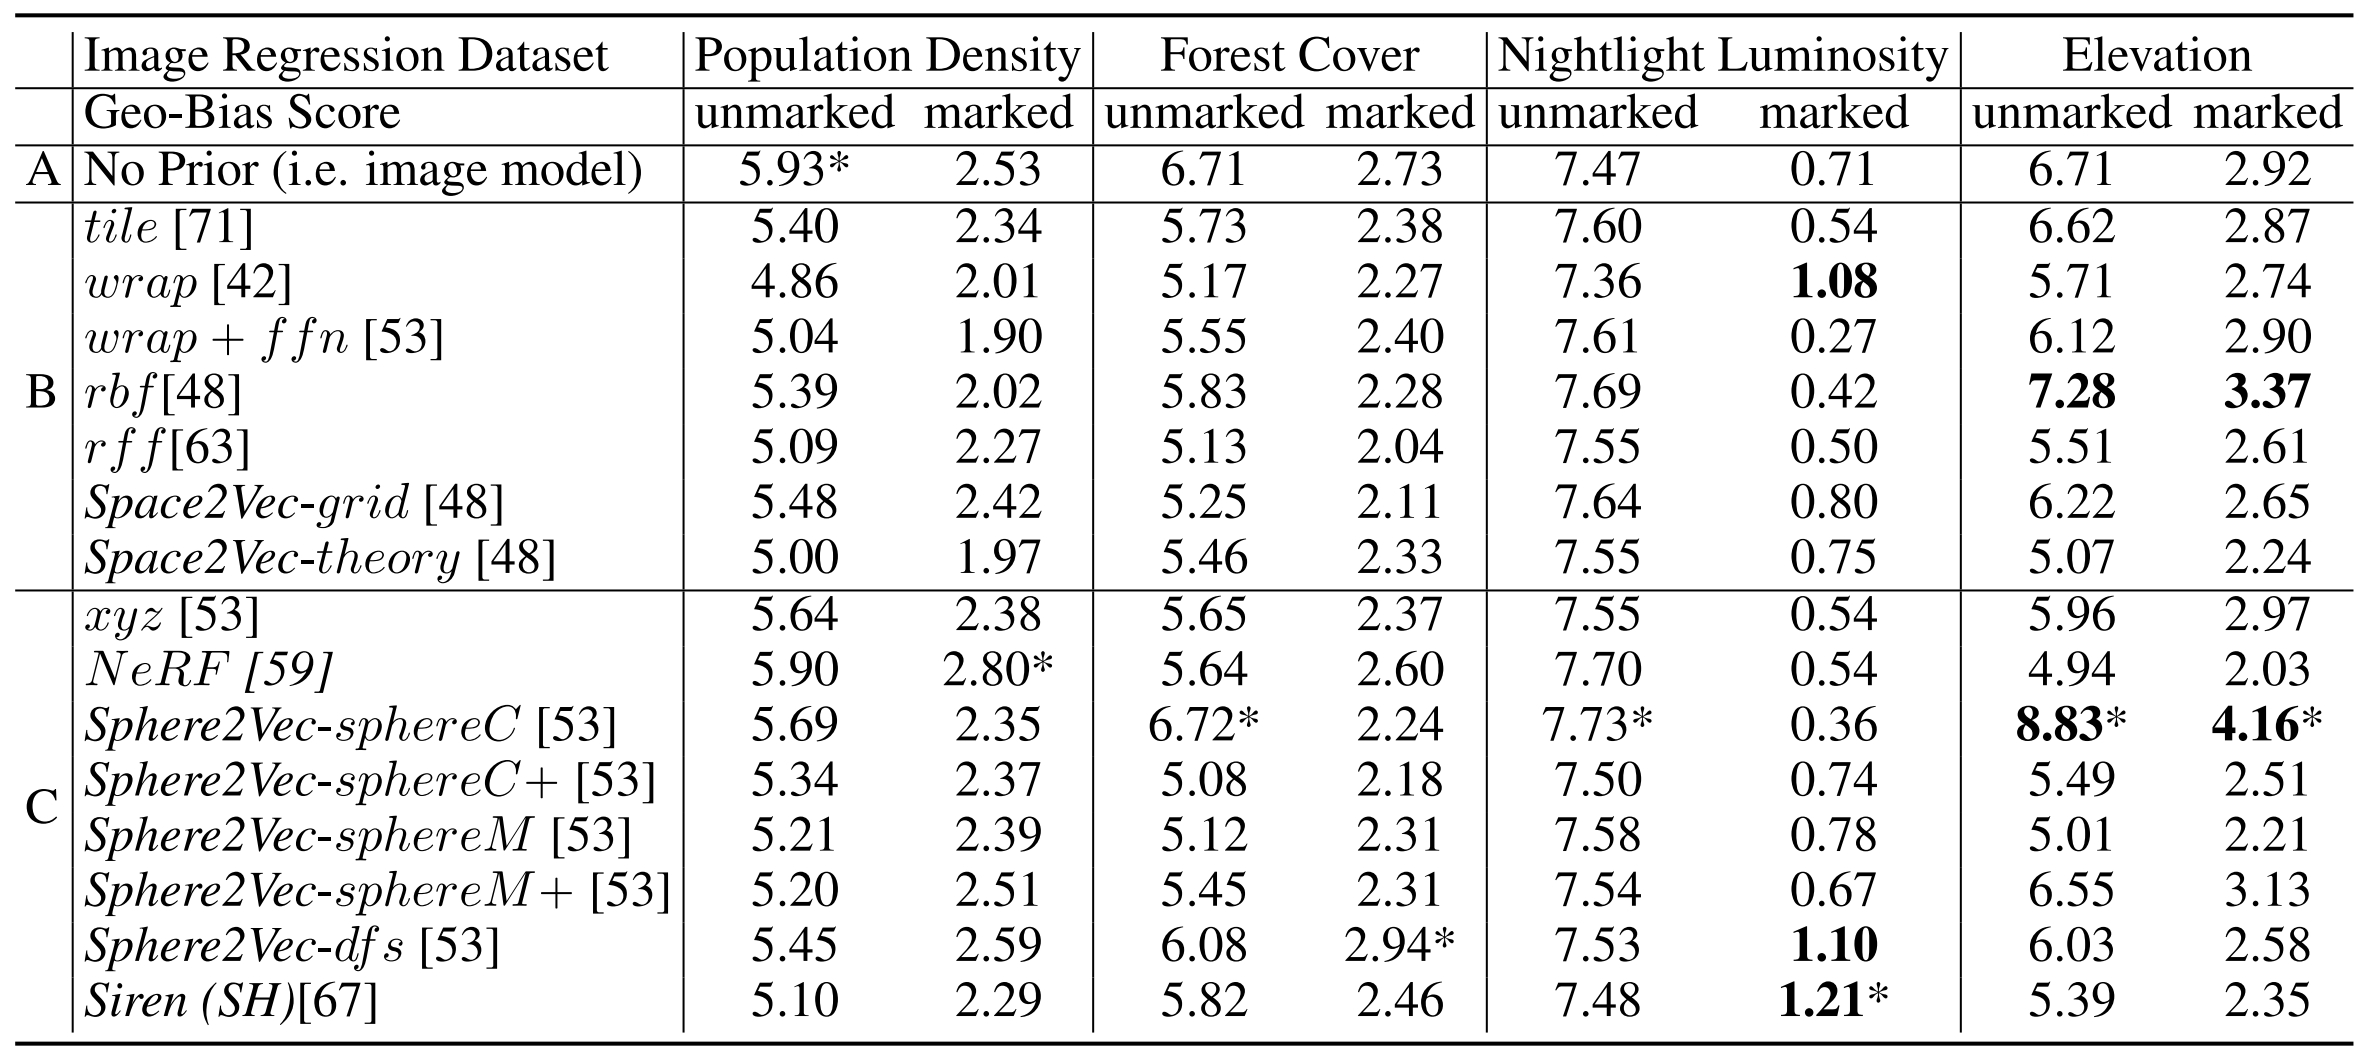 Image Regression Dataset Population Density Forest Cover Nightlight Luminosity Elevation
Geo-Bias Score unmarked marked unmarked marked unmarked marked unmarked marked
A No Prior (i.e. image model) 5.93* 2.53 6.71 2.73 7.47 0.71 6.71 2.92
tile [71] 5.40 2.34 5.73 2.38 7.60 0.54 6.62 2.87
wrap [42] 4.86 2.01 5.17 2.27 7.36 1.08 5.71 2.74
wrap + ffn [53] 5.04 1.90 5.55 2.40 7.61 0.27 6.12 2.90
B rbf[48] 5.39 2.02 5.83 2.28 7.69 0.42 7.28 3.37
rff[63] 5.09 2.27 5.13 2.04 7.55 0.50 5.51 2.61
Space2Vec-grid [48] 5.48 2.42 5.25 2.11 7.64 0.80 6.22 2.65
Space2Vec-theory [48] 5.00 1.97 5.46 2.33 7.55 0.75 5.07 2.24
xyz [53] 5.64 2.38 5.65 2.37 7.55 0.54 5.96 2.97
NeRF [59] 5.90 2.80* 5.64 2.60 7.70 0.54 4.94 2.03
Sphere2Vec-sphereC [53] 5.69 2.35 6.72* 2.24 7.73* 0.36 8.83* 4.16*
Sphere2Vec-sphereC+ [53] 5.34 2.37 5.08 2.18 7.50 0.74 5.49 2.51
C Sphere2Vec-sphereM [53] 5.21 2.39 5.12 2.31 7.58 0.78 5.01 2.21
Sphere2Vec-sphereM+ [53] 5.20 2.51 5.45 2.31 7.54 0.67 6.55 3.13
Sphere2Vec-dfs [53] 5.45 2.59 6.08 2.94* 7.53 1.10 6.03 2.58
Siren (SH)[67] 5.10 2.29 5.82 2.46 7.48 1.21* 5.39 2.35